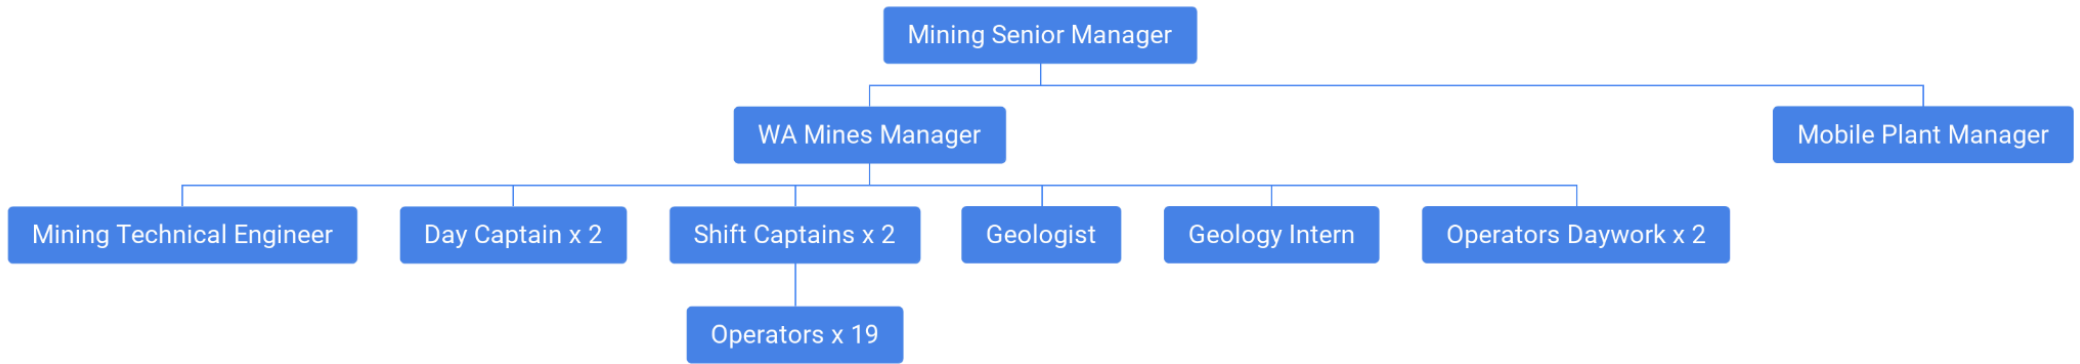 Mining Senior Manager
WA Mines Manager
Mobile Plant Manager
Mining Technical Engineer
Day Captain x 2
Shift Captains x 2
Geologist
Geology Intern
Operators Daywork x 2
Operators x 19